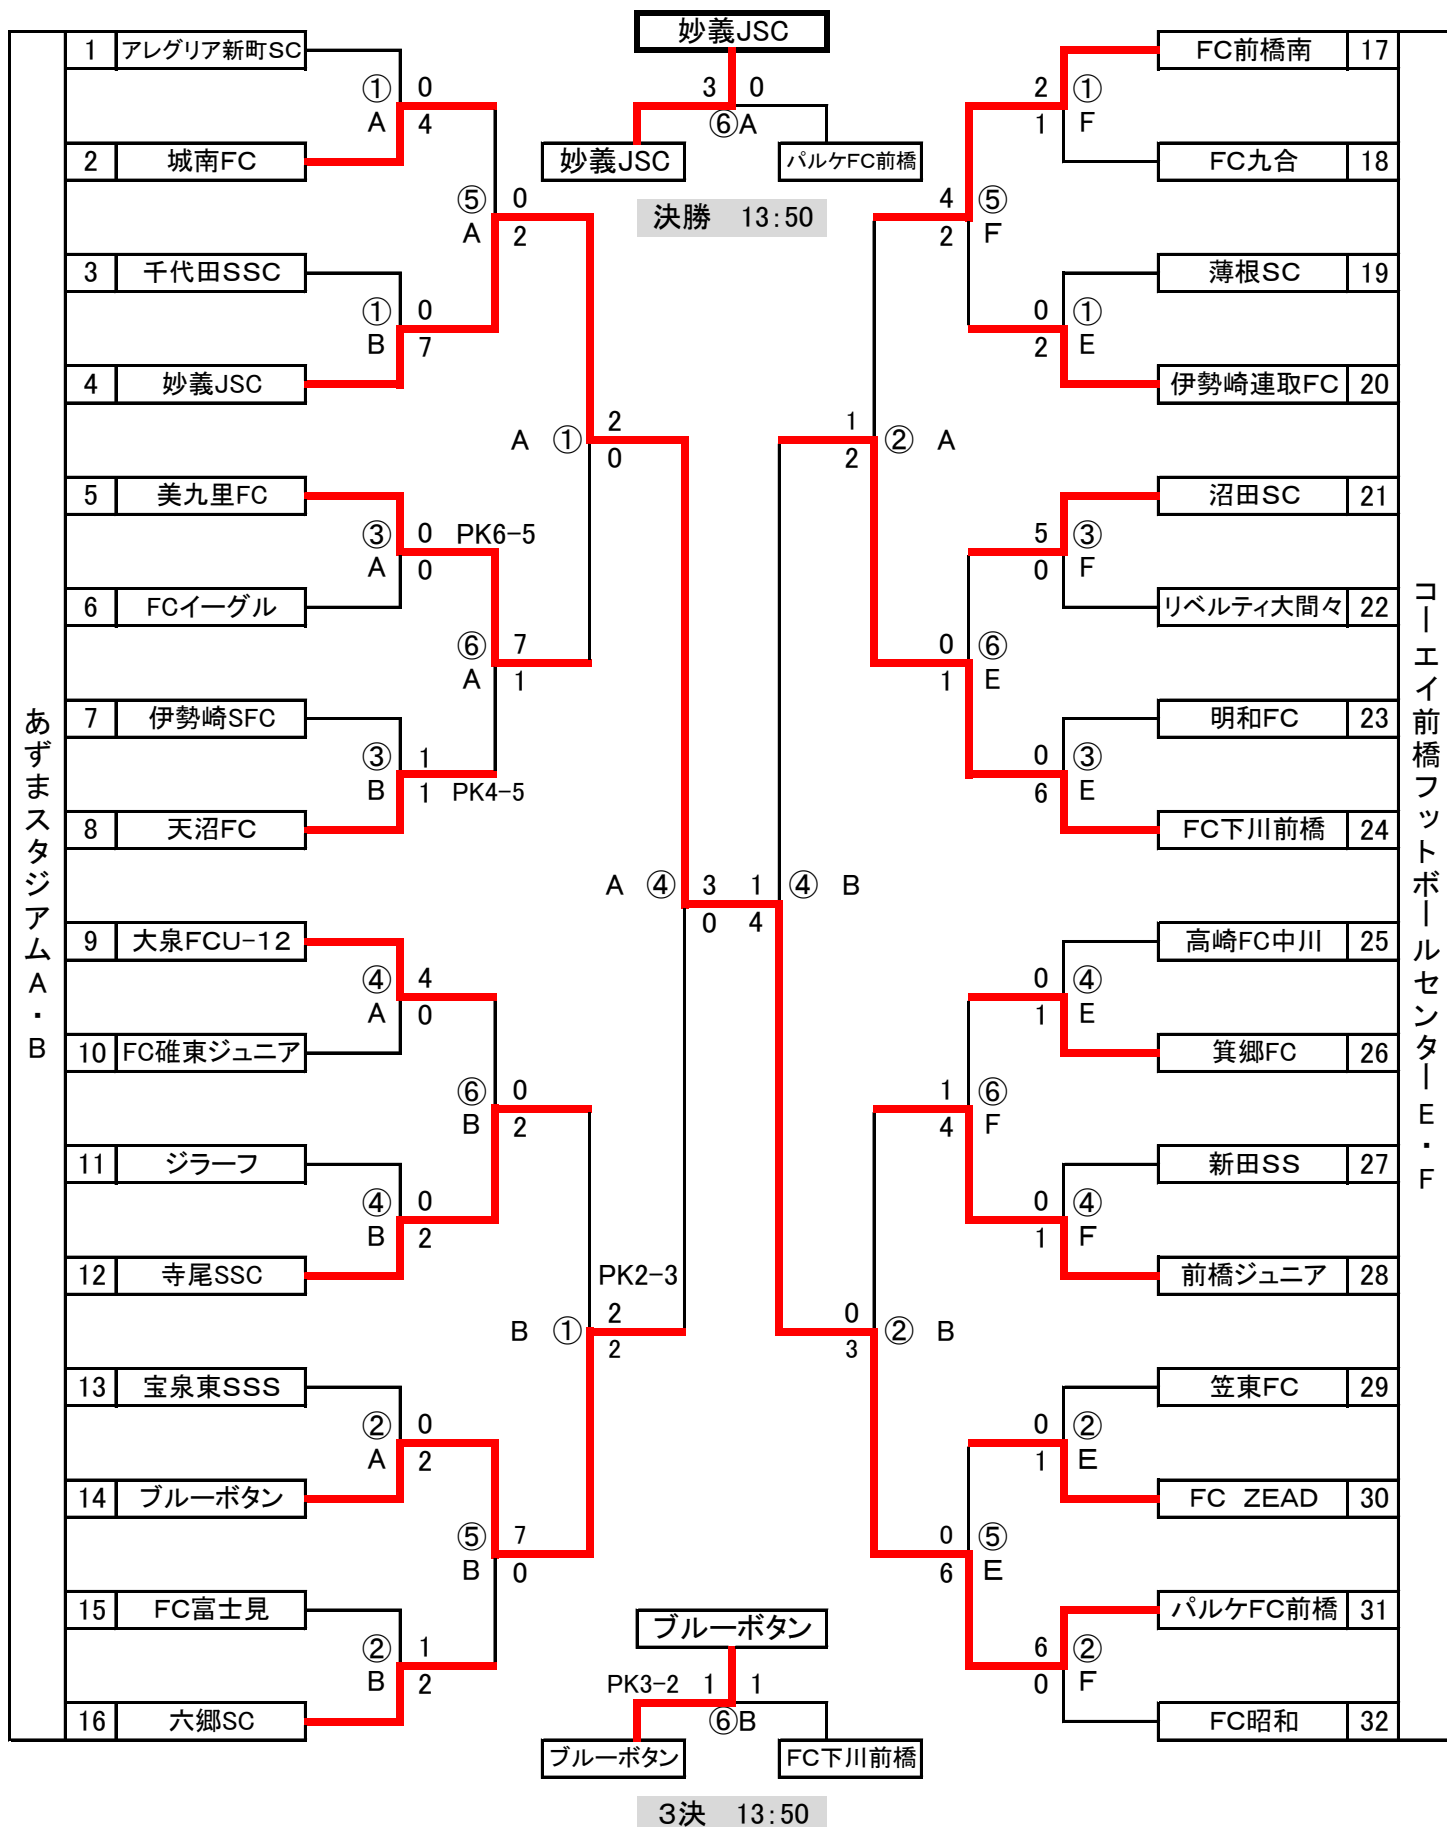 妙義JSC
3 0
⑥A
妙義JSC パルケFC前橋
決勝 13:50
あずまスタジアムA・B
1 アレグリア新町SC
① 0
A 4
2 城南FC
⑤ 0
A 2
3 千代田SSC
① 0
B 7
4 妙義JSC
A ① 2
0
5 美九里FC
③ 0 PK6-5
A 0
6 FCイーグル
⑥ 7
A 1
7 伊勢崎SFC
③ 1
B 1 PK4-5
8 天沼FC
A ④ 3
0
9 大泉FCU-12
④ 4
A 0
10 FC碓東ジュニア
⑥ 0
B 2
11 ジラーフ
④ 0
B 2
12 寺尾SSC
PK2-3
B ① 2
2
13 宝泉東SSS
② 0
A 2
14 ブルーボタン
⑤ 7
B 0
15 FC富士見
② 1
B 2
16 六郷SC
FC前橋南 17
2 ①
1 F
FC九合 18
4 ⑤
2 F
薄根SC 19
0 ①
2 E
伊勢崎連取FC 20
1 ② A
2
沼田SC 21
5 ③
0 F
リベルティ大間々 22
0 ⑥
1 E
明和FC 23
0 ③
6 E
FC下川前橋 24
1 ④ B
4
高崎FC中川 25
0 ④
1 E
箕郷FC 26
1 ⑥
4 F
新田SS 27
0 ④
1 F
前橋ジュニア 28
0 ② B
3
笠東FC 29
0 ②
1 E
FC ZEAD 30
0 ⑤
6 E
パルケFC前橋 31
6 ②
0 F
FC昭和 32
コーエイ前橋フットボールセンターE・F
ブルーボタン
PK3-2 1 1
⑥B
ブルーボタン FC下川前橋
3決 13:50